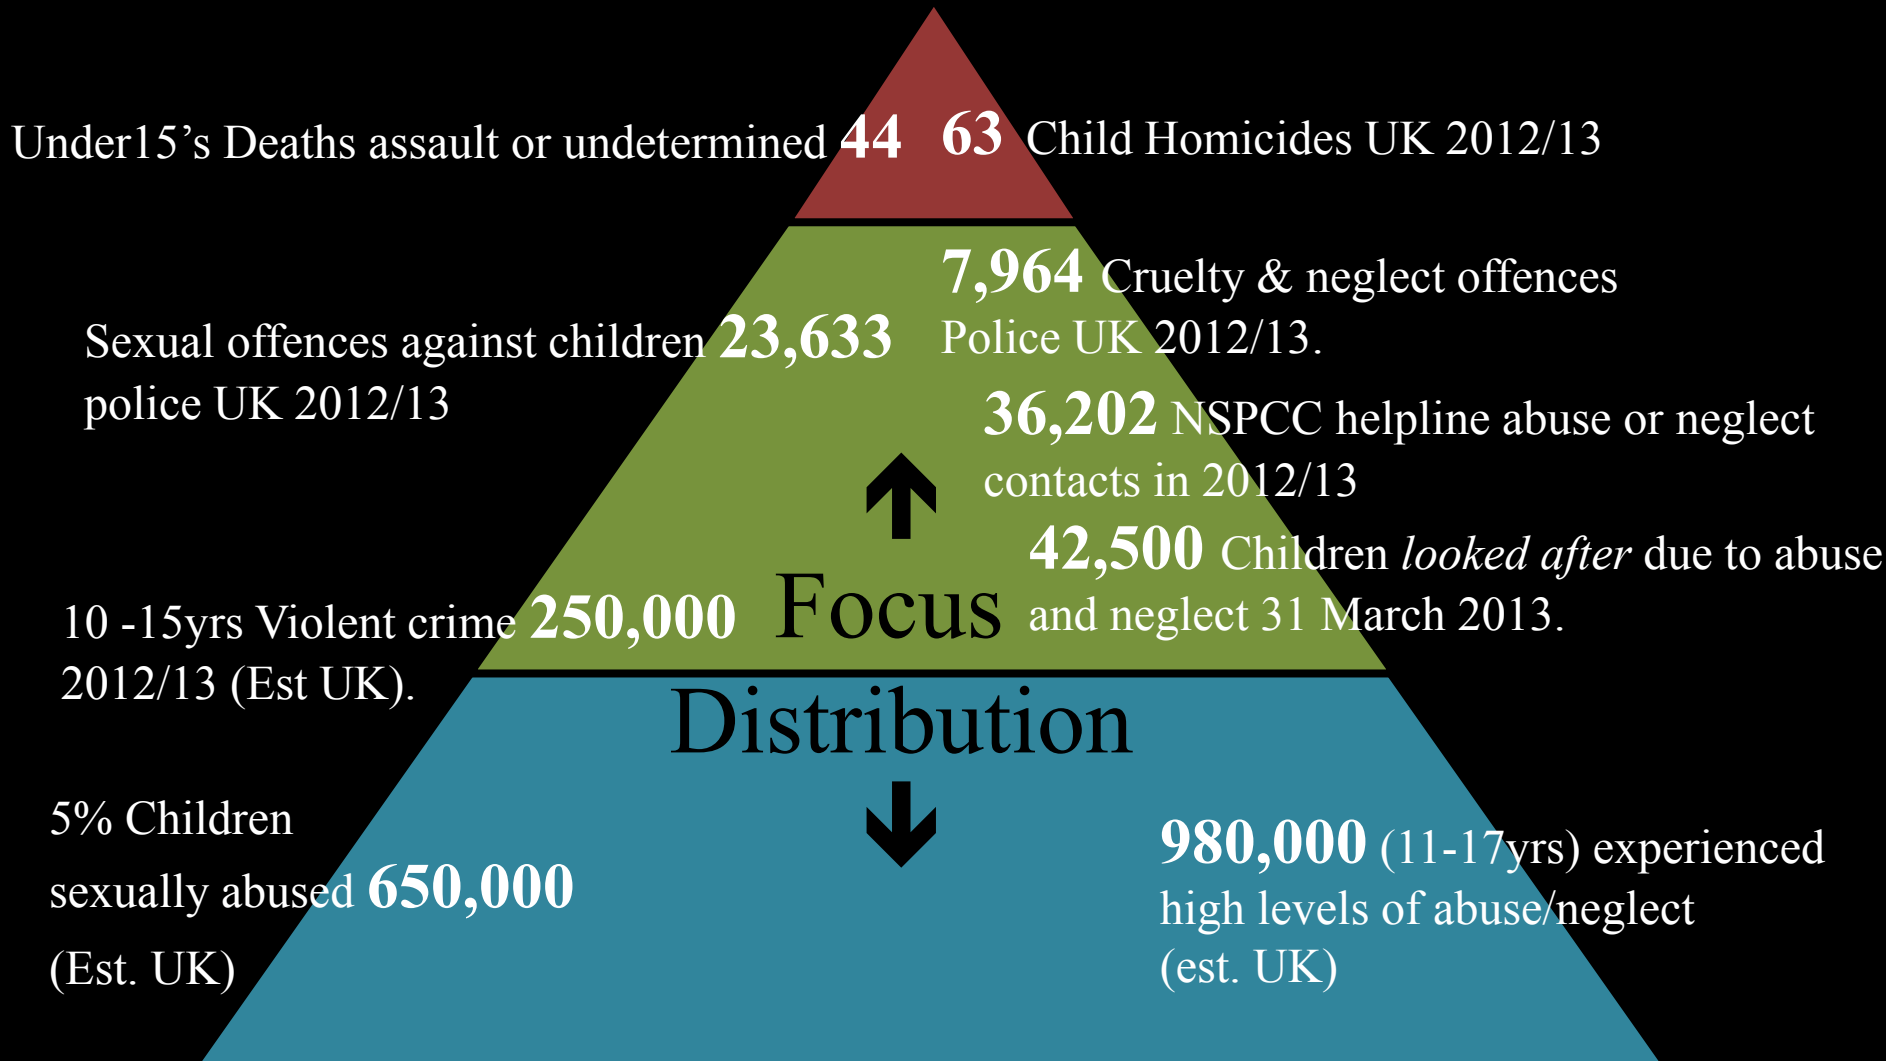 Under15’s Deaths assault or undetermined 44
63 Child Homicides UK 2012/13
7,964 Cruelty & neglect offences
Police UK 2012/13.
Sexual offences against children 23,633
police UK 2012/13
36,202 NSPCC helpline abuse or neglect
contacts in 2012/13
42,500 Children looked after due to abuse
and neglect 31 March 2013.
10 -15yrs Violent crime 250,000
2012/13 (Est UK).
Focus
Distribution
5% Children
sexually abused 650,000
(Est. UK)
980,000 (11-17yrs) experienced
high levels of abuse/neglect
(est. UK)